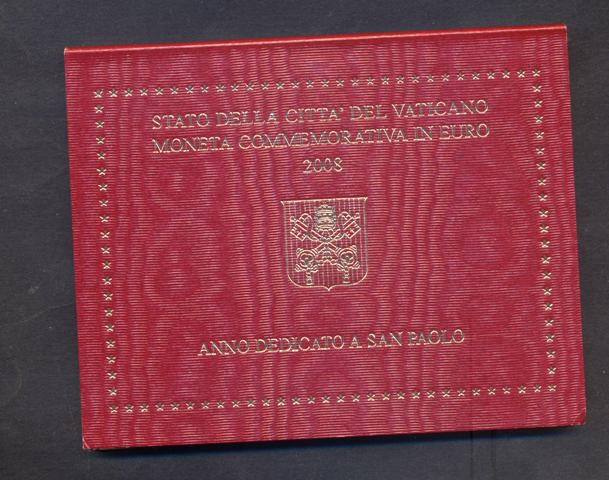 STATO DELLA CITTA' DEL VATICANO
MONETA COMMEMORATIVA IN EURO
2008
ANNO DEDICATO A SAN PAOLO